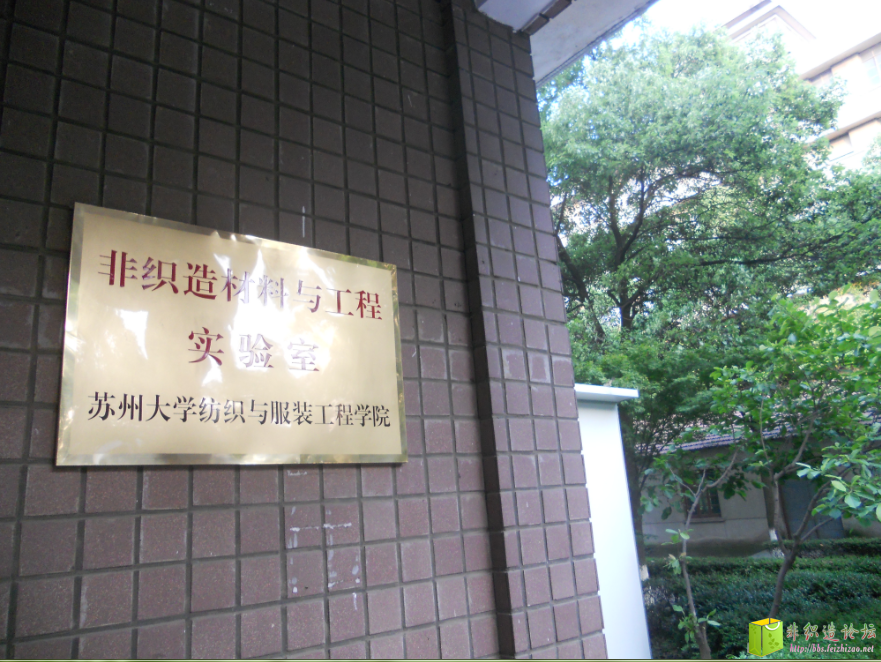 非织造材料与工程
实验室
苏州大学纺织与服装工程学院
非织造论坛
http://bbs.feizhizao.net